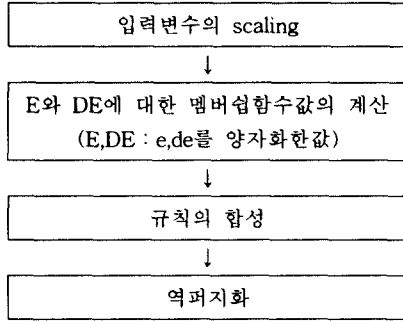 입력변수의 scaling
↓
E와 DE에 대한 멤버쉽함수값의 계산
(E,DE : e,de를 양자화한값)
↓
규칙의 합성
↓
역퍼지화